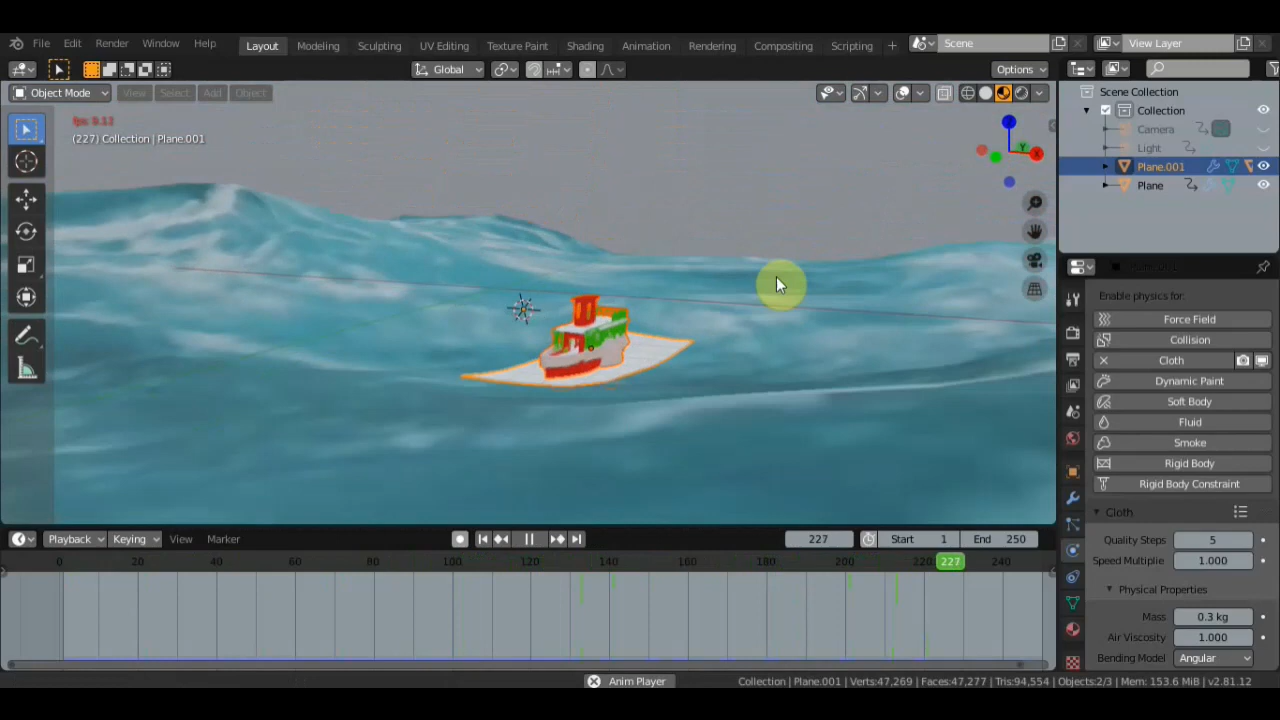 File Edit Render Window Help Layout Modeling Sculpting UV Editing Texture Paint Shading Animation Rendering Compositing Scripting + Scene View Layer
Global Options
Object Mode View Select Add Object
fps: 9.12
(227) Collection | Plane.001
Z
Y
X
Scene Collection
Collection
Camera
Light
Plane.001
Plane
Enable physics for:
Force Field
Collision
Cloth
Dynamic Paint
Soft Body
Fluid
Smoke
Rigid Body
Rigid Body Constraint
Cloth
Quality Steps 5
Speed Multiplie 1.000
Physical Properties
Mass 0.3 kg
Air Viscosity 1.000
Bending Model Angular
Playback Keying View Marker 227 Start 1 End 250
0 20 40 60 80 100 120 140 160 180 200 220 227 240
Anim Player Collection | Plane.001 | Verts:47,269 | Faces:47,277 | Tris:94,554 | Objects:2/3 | Mem: 153.6 MiB | v2.81.12